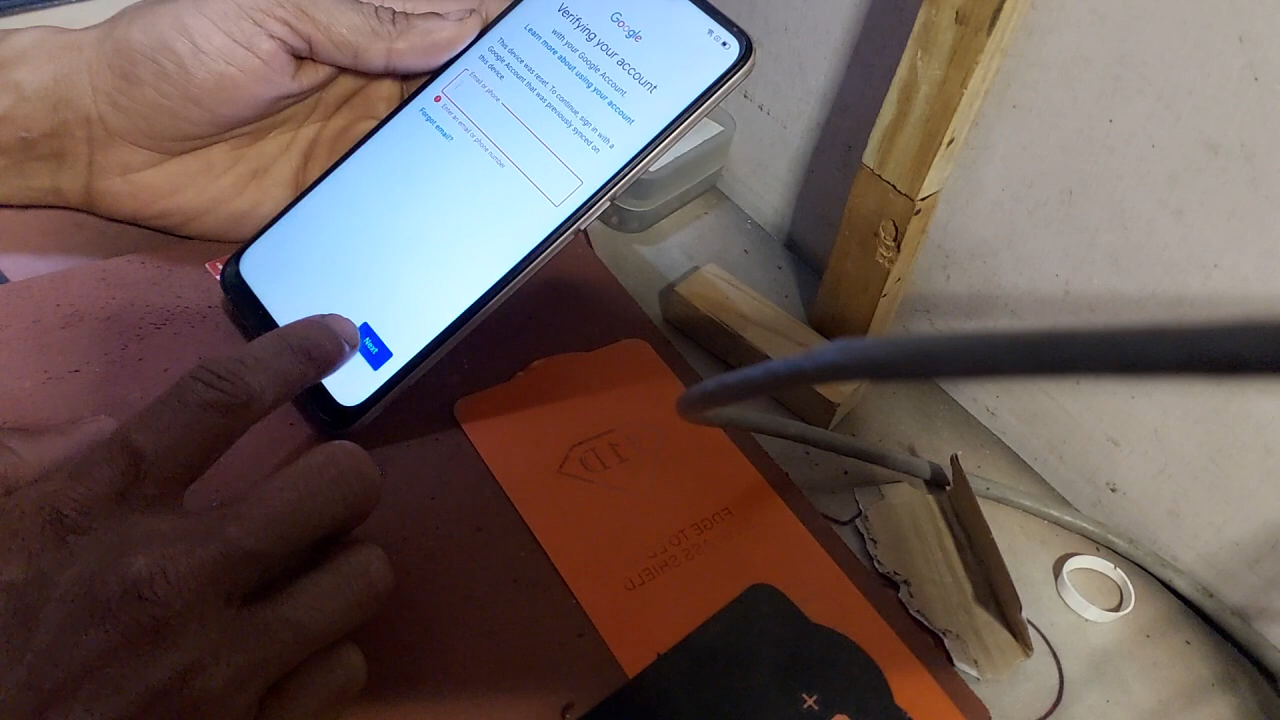 Google
Verifying your account
with your Google Account.
Learn more about using your account
This device was reset. To continue, sign in with a
Google Account that was previously synced on
this device.
Email or phone
Enter an email or phone number
Forgot email?
Next
EDGE TO
SHIELD